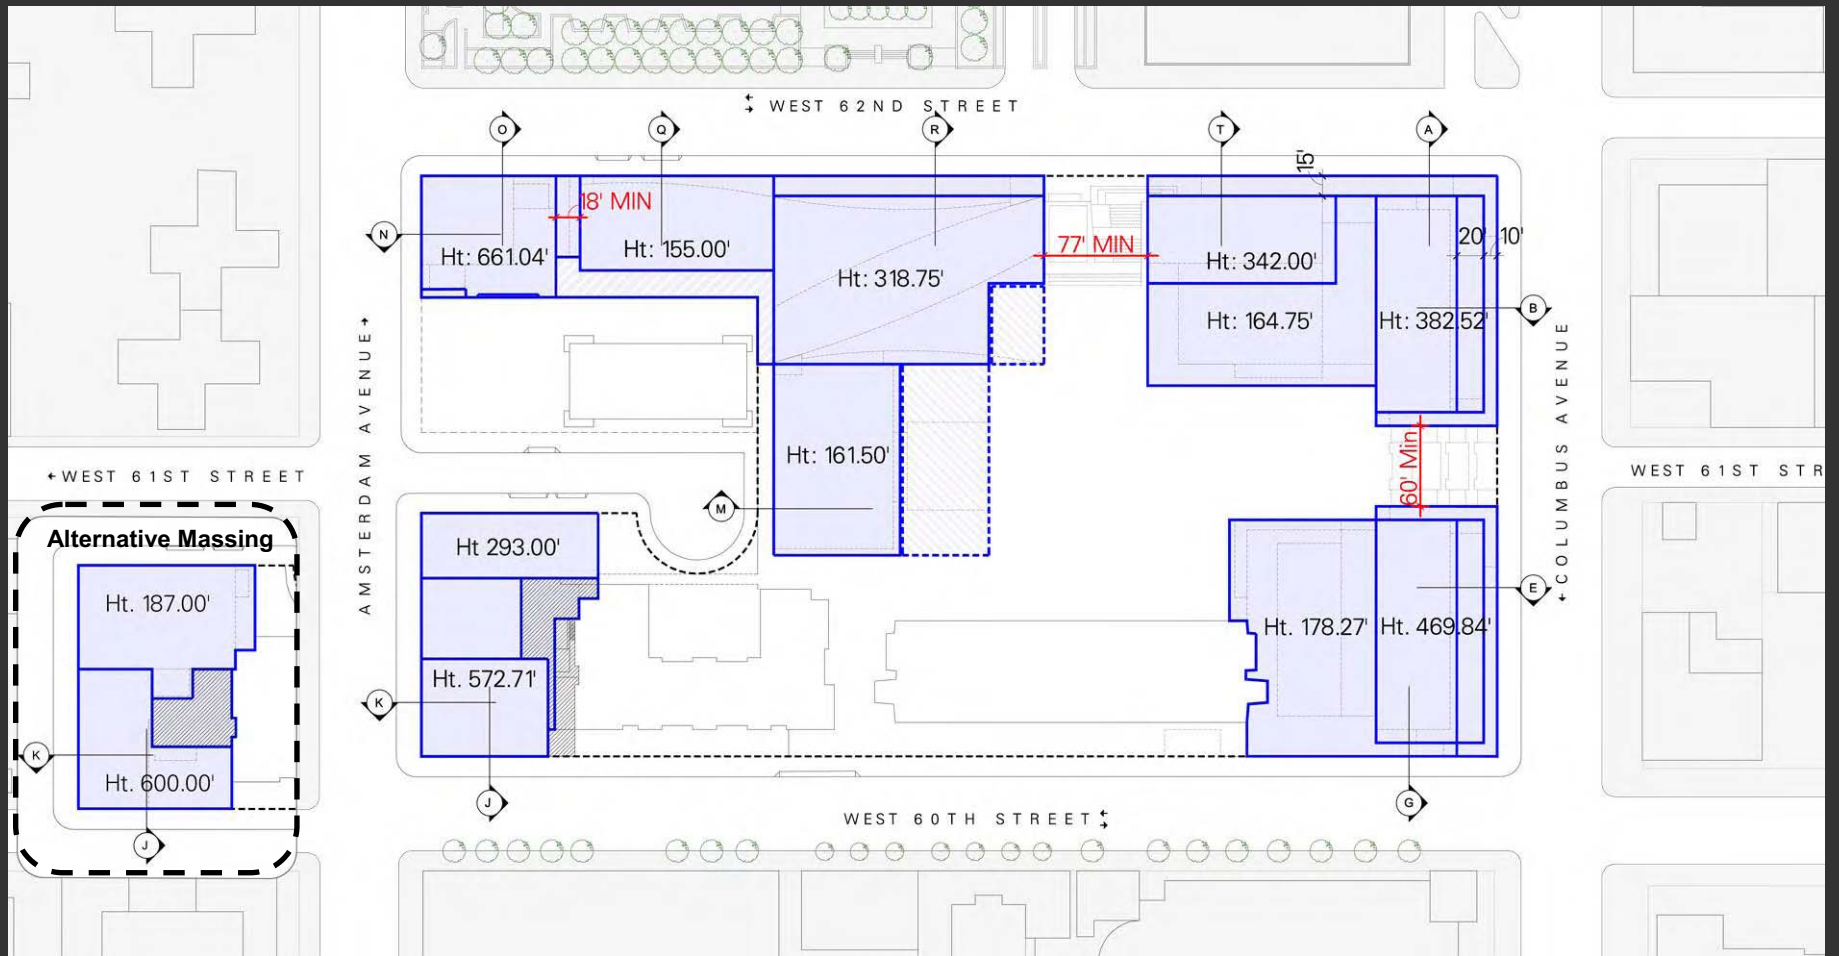 WEST 62ND STREET
O
Q
R
T
A
15'
18' MIN
N
Ht: 661.04'
Ht: 155.00'
Ht: 318.75'
77' MIN
Ht: 342.00'
20'
10'
Ht: 164.75'
Ht: 382.52'
B
AMSTERDAM AVENUE
COLUMBUS AVENUE
WEST 61ST STREET
Ht: 161.50'
60' Min
WEST 61ST STR
M
Alternative Massing
Ht 293.00'
Ht. 187.00'
E
Ht. 178.27'
Ht. 469.84'
Ht. 572.71'
K
K
Ht. 600.00'
J
J
G
WEST 60TH STREET